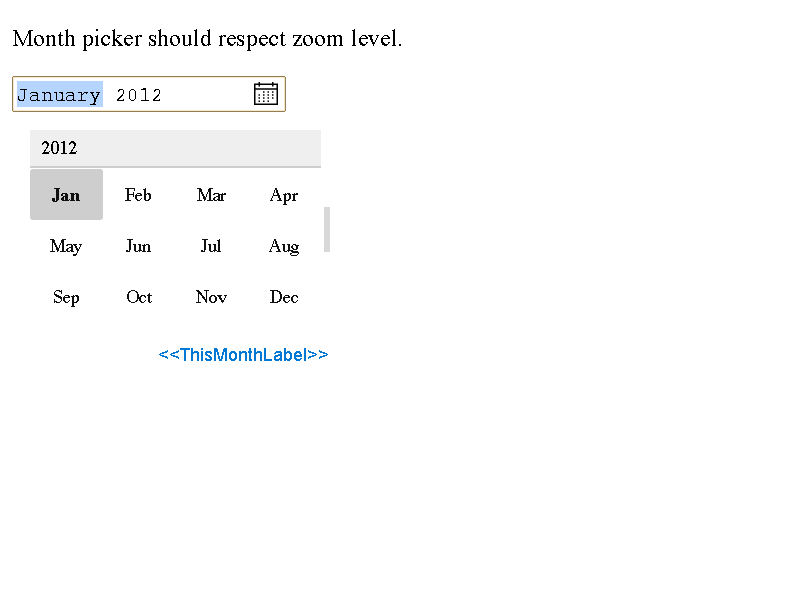 Month picker should respect zoom level.
January 2012
2012
Jan Feb Mar Apr
May Jun Jul Aug
Sep Oct Nov Dec
<<ThisMonthLabel>>